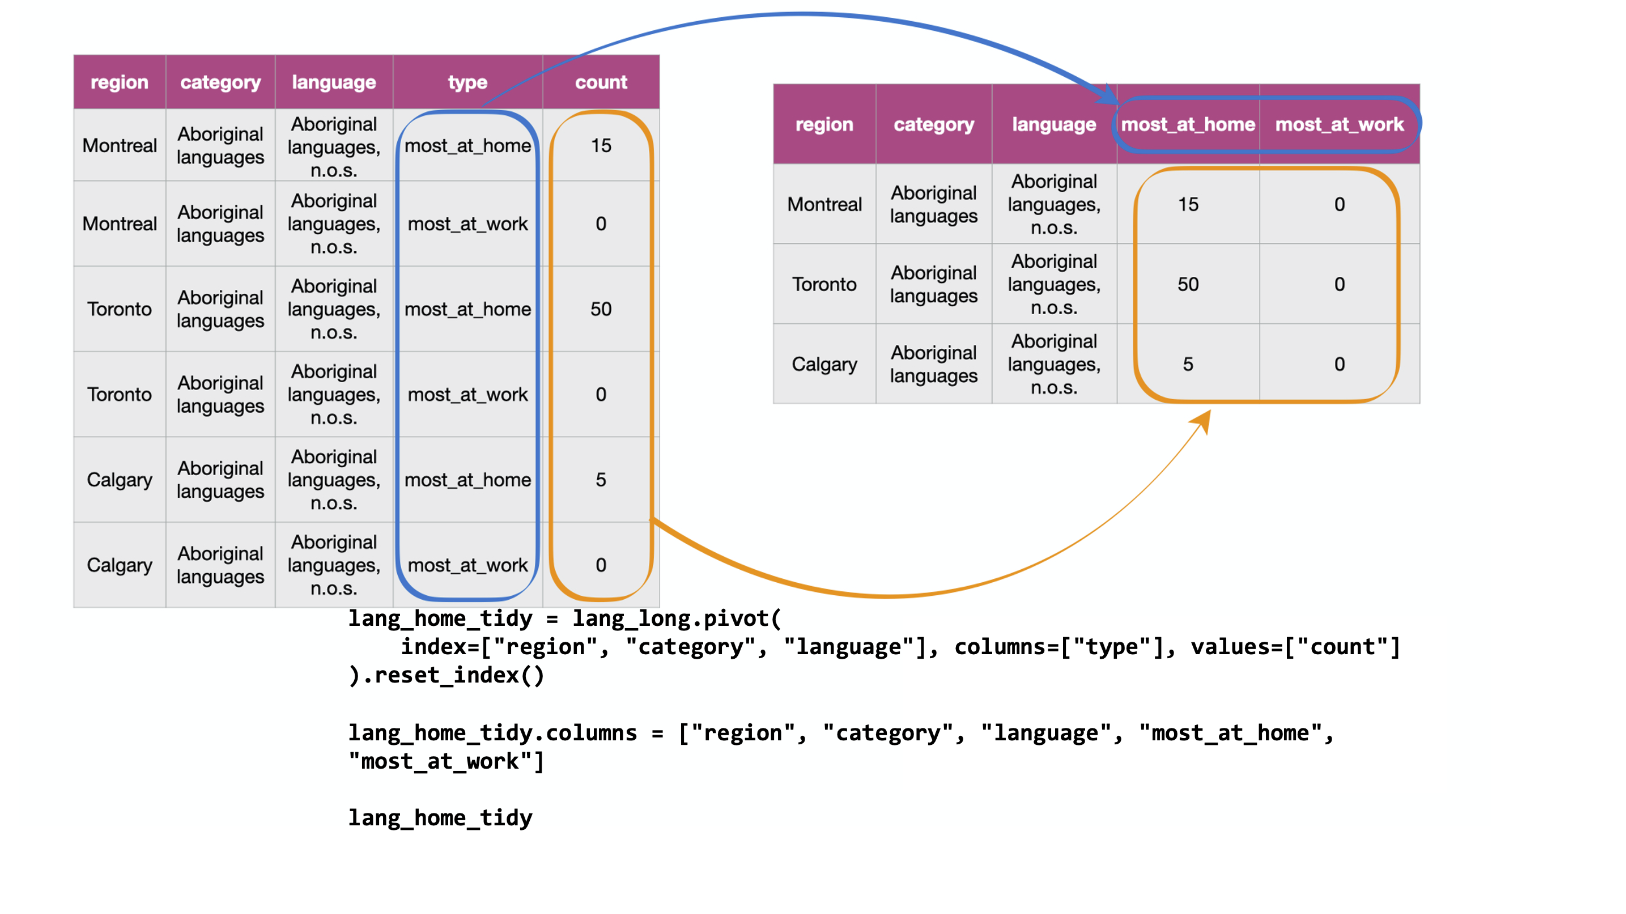 region category language type count
Montreal Aboriginal languages Aboriginal languages, n.o.s. most_at_home 15
Montreal Aboriginal languages Aboriginal languages, n.o.s. most_at_work 0
Toronto Aboriginal languages Aboriginal languages, n.o.s. most_at_home 50
Toronto Aboriginal languages Aboriginal languages, n.o.s. most_at_work 0
Calgary Aboriginal languages Aboriginal languages, n.o.s. most_at_home 5
Calgary Aboriginal languages Aboriginal languages, n.o.s. most_at_work 0
region category language most_at_home most_at_work
Montreal Aboriginal languages Aboriginal languages, n.o.s. 15 0
Toronto Aboriginal languages Aboriginal languages, n.o.s. 50 0
Calgary Aboriginal languages Aboriginal languages, n.o.s. 5 0
lang_home_tidy = lang_long.pivot(
    index=["region", "category", "language"], columns=["type"], values=["count"]
).reset_index()
lang_home_tidy.columns = ["region", "category", "language", "most_at_home",
"most_at_work"]
lang_home_tidy